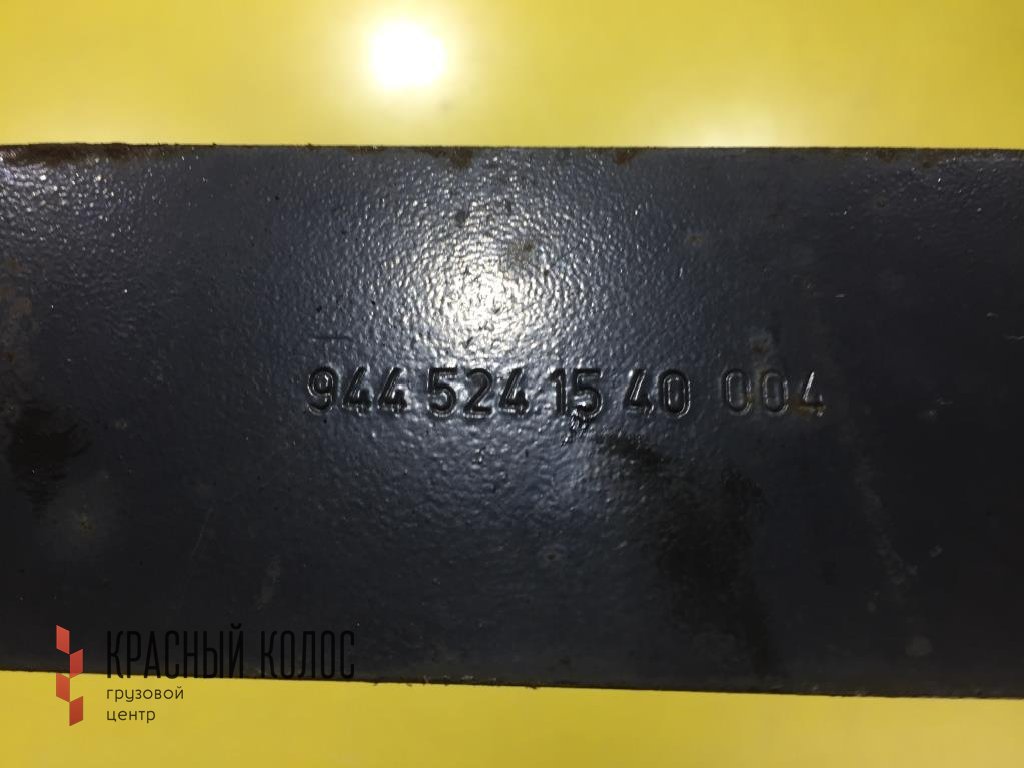 944 524 15 40 004
КРАСНЫЙ КОЛОС
грузовой
центр